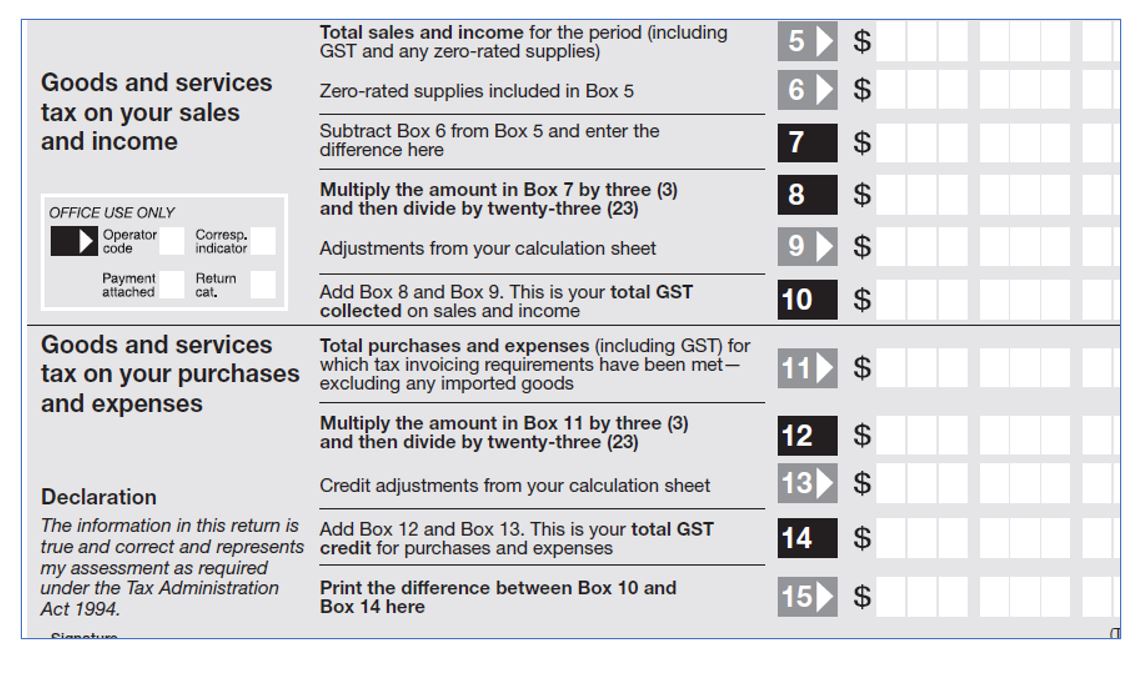 Total sales and income for the period (including
GST and any zero-rated supplies)
5 $
Goods and services
tax on your sales
and income
Zero-rated supplies included in Box 5
6 $
Subtract Box 6 from Box 5 and enter the
difference here
7 $
Multiply the amount in Box 7 by three (3)
and then divide by twenty-three (23)
8 $
OFFICE USE ONLY
Operator
code
Corresp.
indicator
Payment
attached
Return
cat.
Adjustments from your calculation sheet
9 $
Add Box 8 and Box 9. This is your total GST
collected on sales and income
10 $
Goods and services
tax on your purchases
and expenses
Total purchases and expenses (including GST) for
which tax invoicing requirements have been met—
excluding any imported goods
11 $
Multiply the amount in Box 11 by three (3)
and then divide by twenty-three (23)
12 $
Credit adjustments from your calculation sheet
13 $
Declaration
The information in this return is
true and correct and represents
my assessment as required
under the Tax Administration
Act 1994.
Add Box 12 and Box 13. This is your total GST
credit for purchases and expenses
14 $
Print the difference between Box 10 and
Box 14 here
15 $
Signature